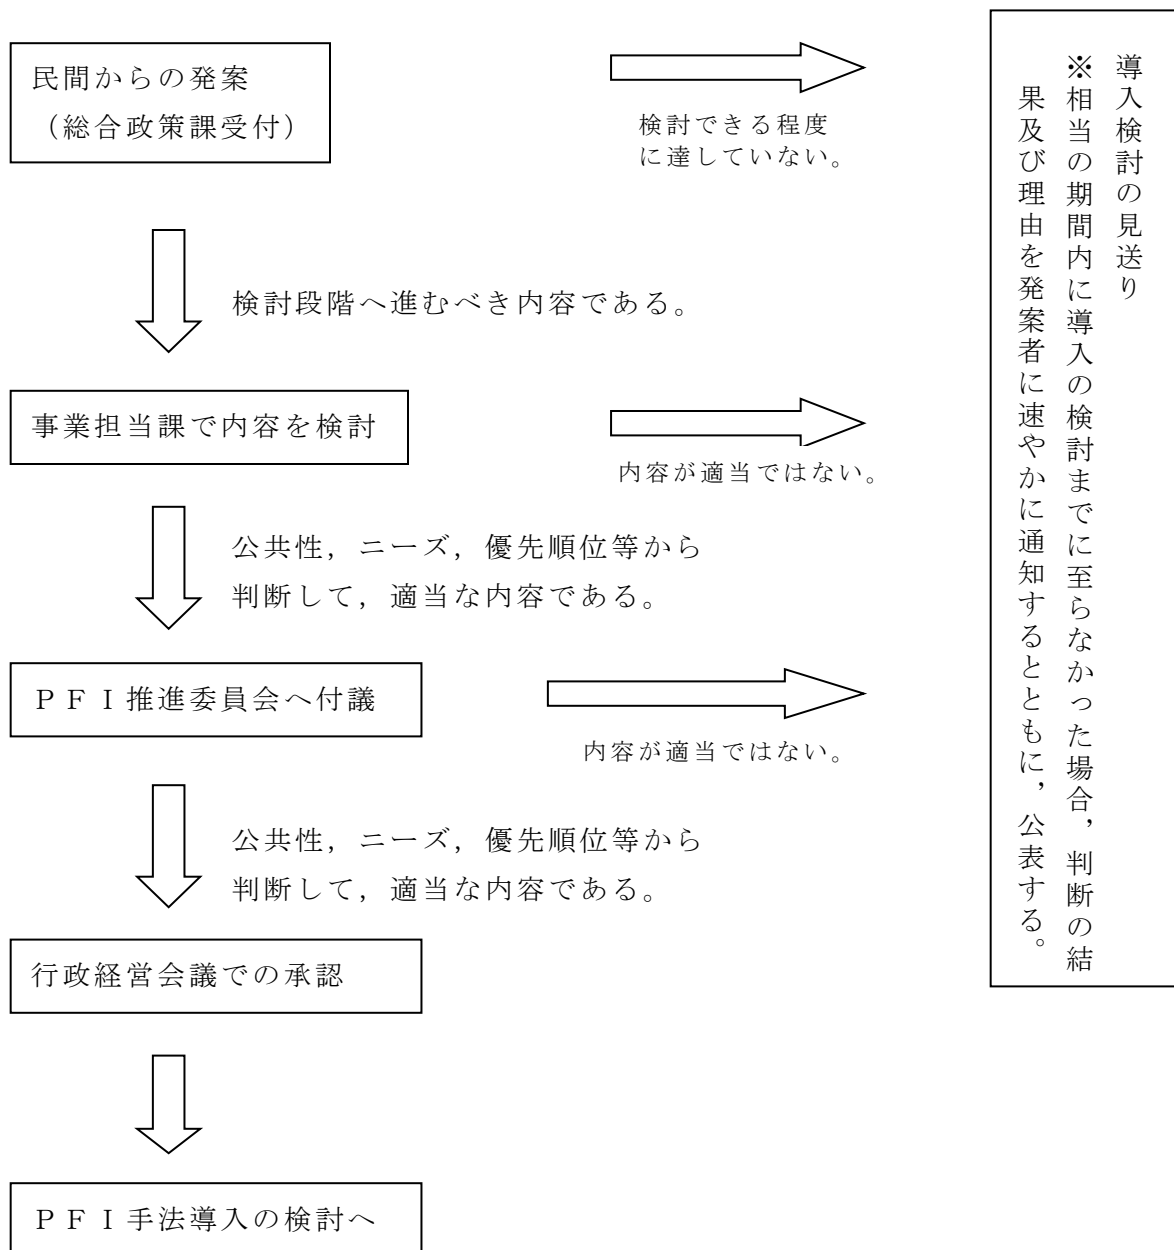 民間からの発案
（総合政策課受付）
検討できる程度
に達していない。
検討段階へ進むべき内容である。
事業担当課で内容を検討
内容が適当ではない。
公共性，ニーズ，優先順位等から
判断して，適当な内容である。
ＰＦＩ推進委員会へ付議
内容が適当ではない。
公共性，ニーズ，優先順位等から
判断して，適当な内容である。
行政経営会議での承認
ＰＦＩ手法導入の検討へ
導入検討の見送り
※相当の期間内に導入の検討までに至らなかった場合，判断の結
果及び理由を発案者に速やかに通知するとともに，公表する。